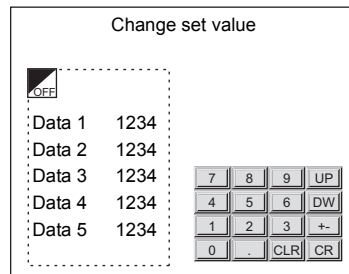 Change set value
OFF
Data 1 1234
Data 2 1234
Data 3 1234
Data 4 1234
Data 5 1234
7 8 9 UP
4 5 6 DW
1 2 3 +-
0 . CLR CR